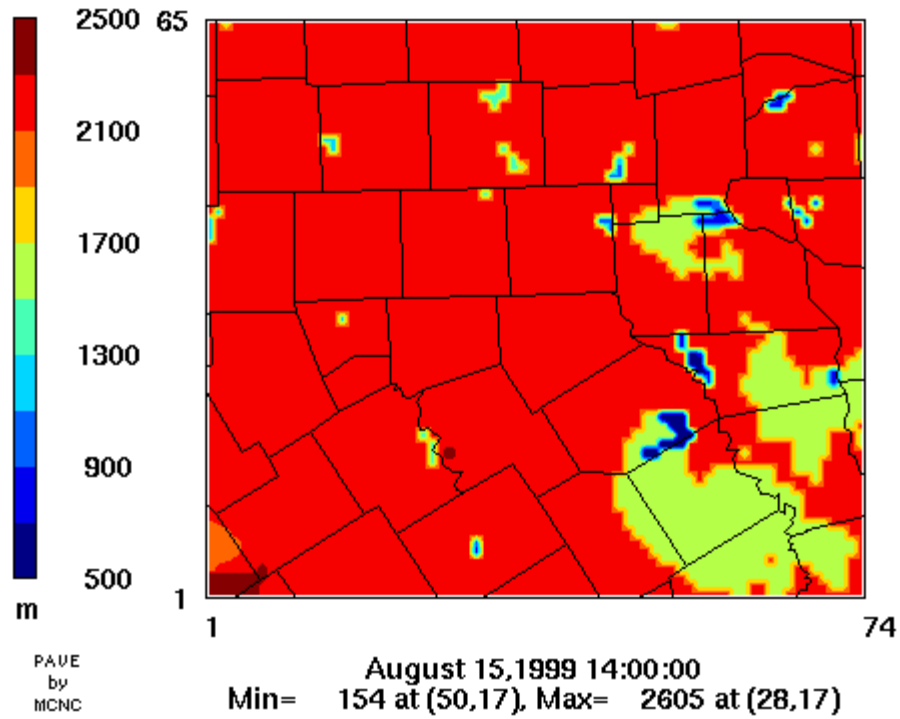 2500
2100
1700
1300
900
500
m
65
1
1
74
PAVE
by
MCNC
August 15,1999 14:00:00
Min= 154 at (50,17), Max= 2605 at (28,17)